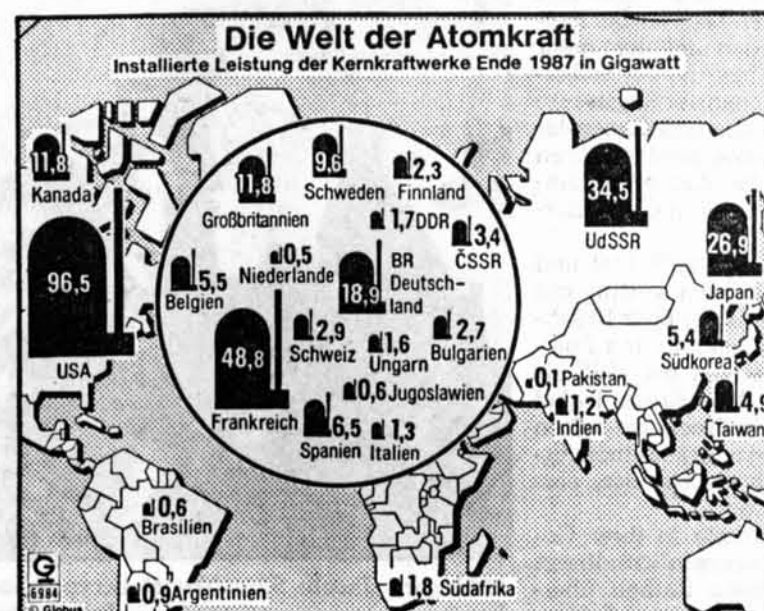 Die Welt der Atomkraft
Installierte Leistung der Kernkraftwerke Ende 1987 in Gigawatt
11,8
Kanada
96,5
USA
11,8
Großbritannien
9,6
Schweden
2,3
Finnland
1,7 DDR
3,4
ČSSR
5,5
Belgien
0,5
Niederlande
18,9
BR
Deutsch-
land
48,8
Frankreich
2,9
Schweiz
1,6
Ungarn
2,7
Bulgarien
0,6 Jugoslawien
6,5
Spanien
1,3
Italien
34,5
UdSSR
26,9
Japan
5,4
Südkorea
0,1 Pakistan
1,2
Indien
4,9
Taiwan
0,6
Brasilien
0,9 Argentinien
1,8 Südafrika
G
6984
© Globus